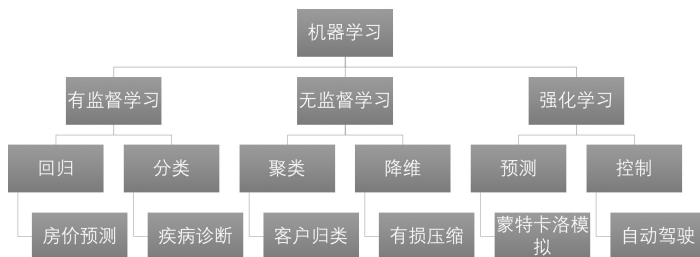 机器学习
有监督学习
无监督学习
强化学习
回归
分类
聚类
降维
预测
控制
房价预测
疾病诊断
客户归类
有损压缩
蒙特卡洛模
拟
自动驾驶